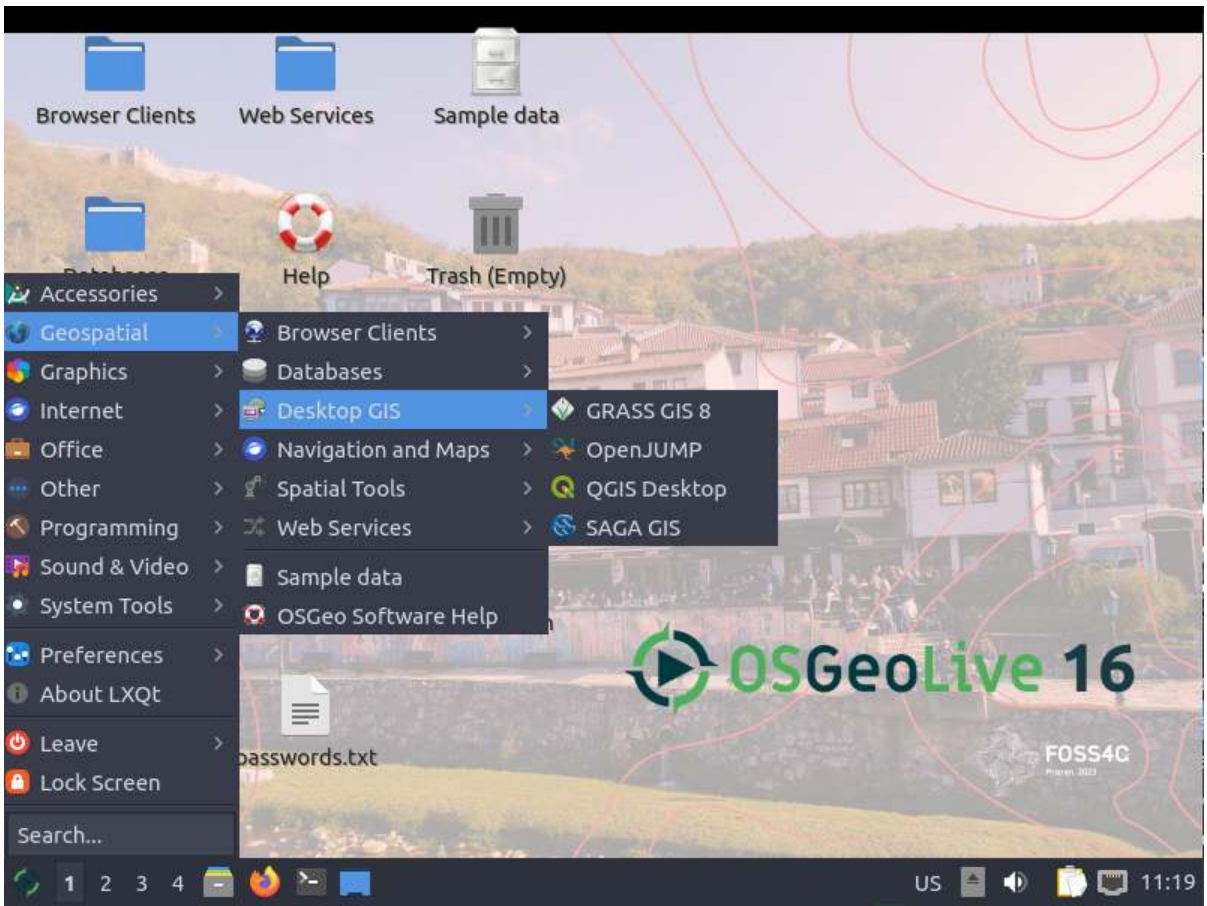 Browser Clients
Web Services
Sample data
Help
Trash (Empty)
Accessories
Geospatial
Graphics
Internet
Office
Other
Programming
Sound & Video
System Tools
Preferences
About LXQt
Leave
Lock Screen
Search...
Browser Clients
Databases
Desktop GIS
Navigation and Maps
Spatial Tools
Web Services
Sample data
OSGeo Software Help
GRASS GIS 8
OpenJUMP
QGIS Desktop
SAGA GIS
OSGeoLive 16
FOSS4G
Prizren, 2023
passwords.txt
1 2 3 4
US
11:19